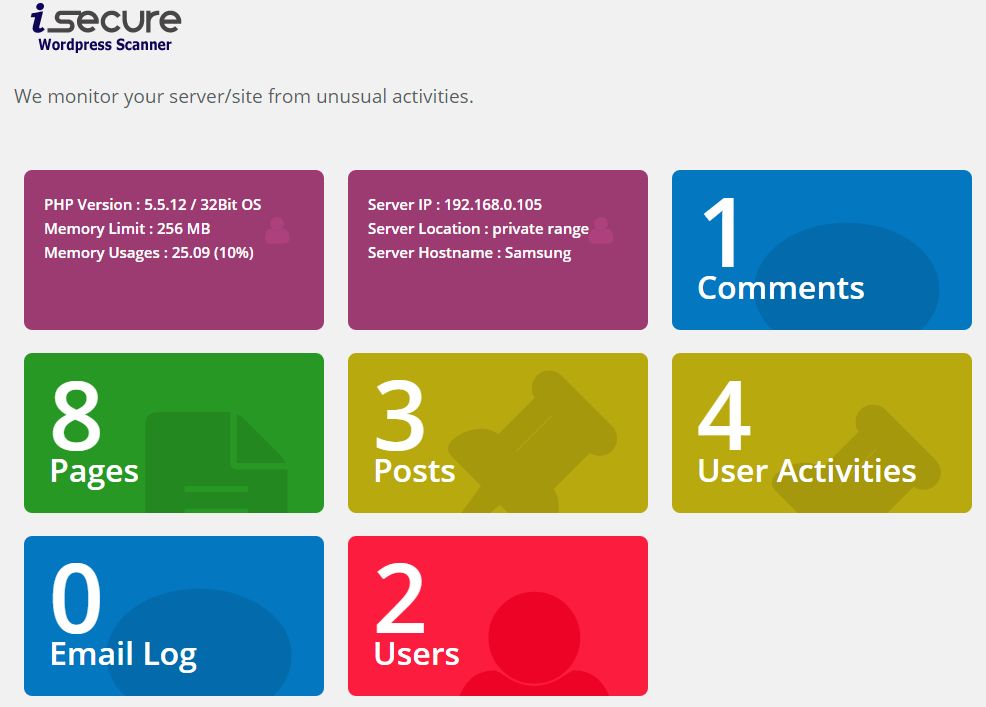 i.secure
Wordpress Scanner
We monitor your server/site from unusual activities.
PHP Version : 5.5.12 / 32Bit OS
Memory Limit : 256 MB
Memory Usages : 25.09 (10%)
Server IP : 192.168.0.105
Server Location : private range
Server Hostname : Samsung
1
Comments
8
Pages
3
Posts
4
User Activities
0
Email Log
2
Users